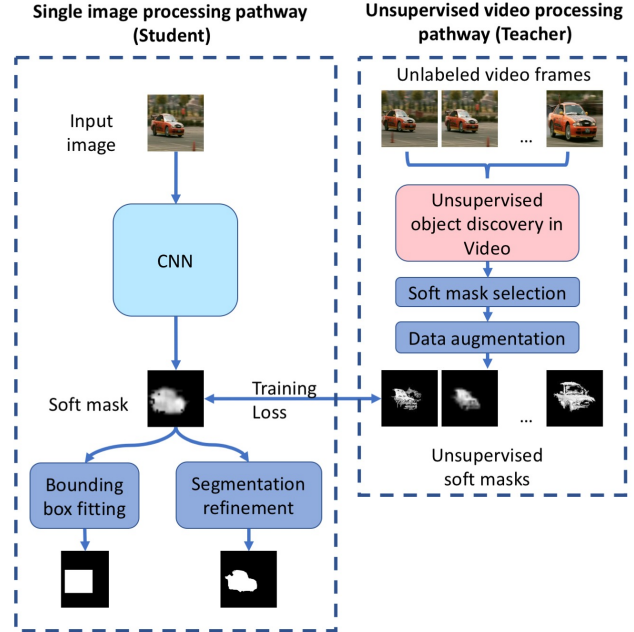 Single image processing pathway
(Student)
Input
image
CNN
Soft mask
Training
Loss
Bounding
box fitting
Segmentation
refinement
Unsupervised video processing
pathway (Teacher)
Unlabeled video frames
...
Unsupervised
object discovery in
Video
Soft mask selection
Data augmentation
...
Unsupervised
soft masks